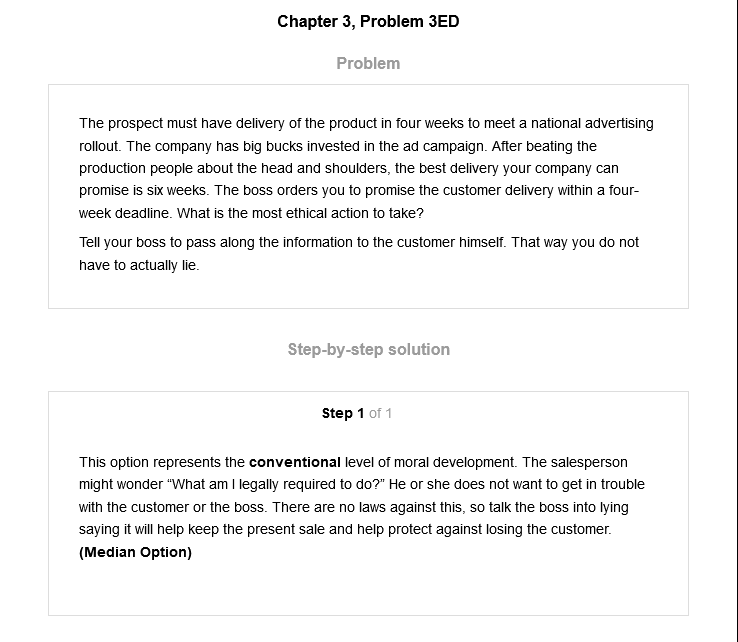 Chapter 3, Problem 3ED
Problem
The prospect must have delivery of the product in four weeks to meet a national advertising
rollout. The company has big bucks invested in the ad campaign. After beating the
production people about the head and shoulders, the best delivery your company can
promise is six weeks. The boss orders you to promise the customer delivery within a four-
week deadline. What is the most ethical action to take?
Tell your boss to pass along the information to the customer himself. That way you do not
have to actually lie.
Step-by-step solution
Step 1 of 1
This option represents the conventional level of moral development. The salesperson
might wonder “What am I legally required to do?” He or she does not want to get in trouble
with the customer or the boss. There are no laws against this, so talk the boss into lying
saying it will help keep the present sale and help protect against losing the customer.
(Median Option)